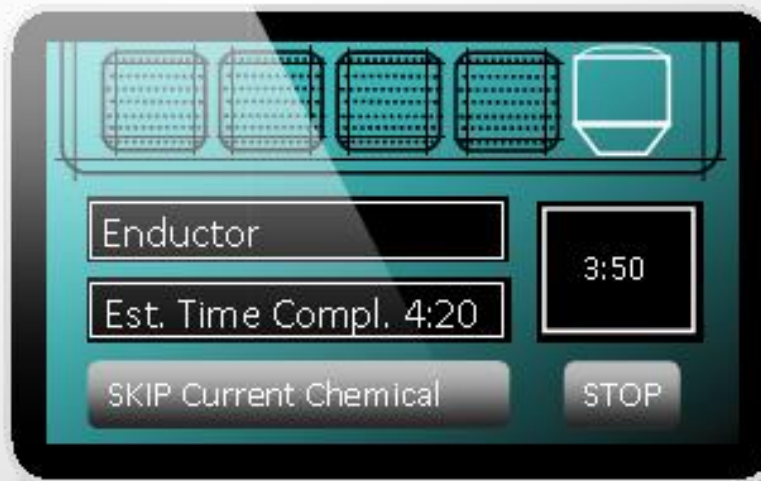 Enductor
3:50
Est. Time Compl. 4:20
SKIP Current Chemical
STOP